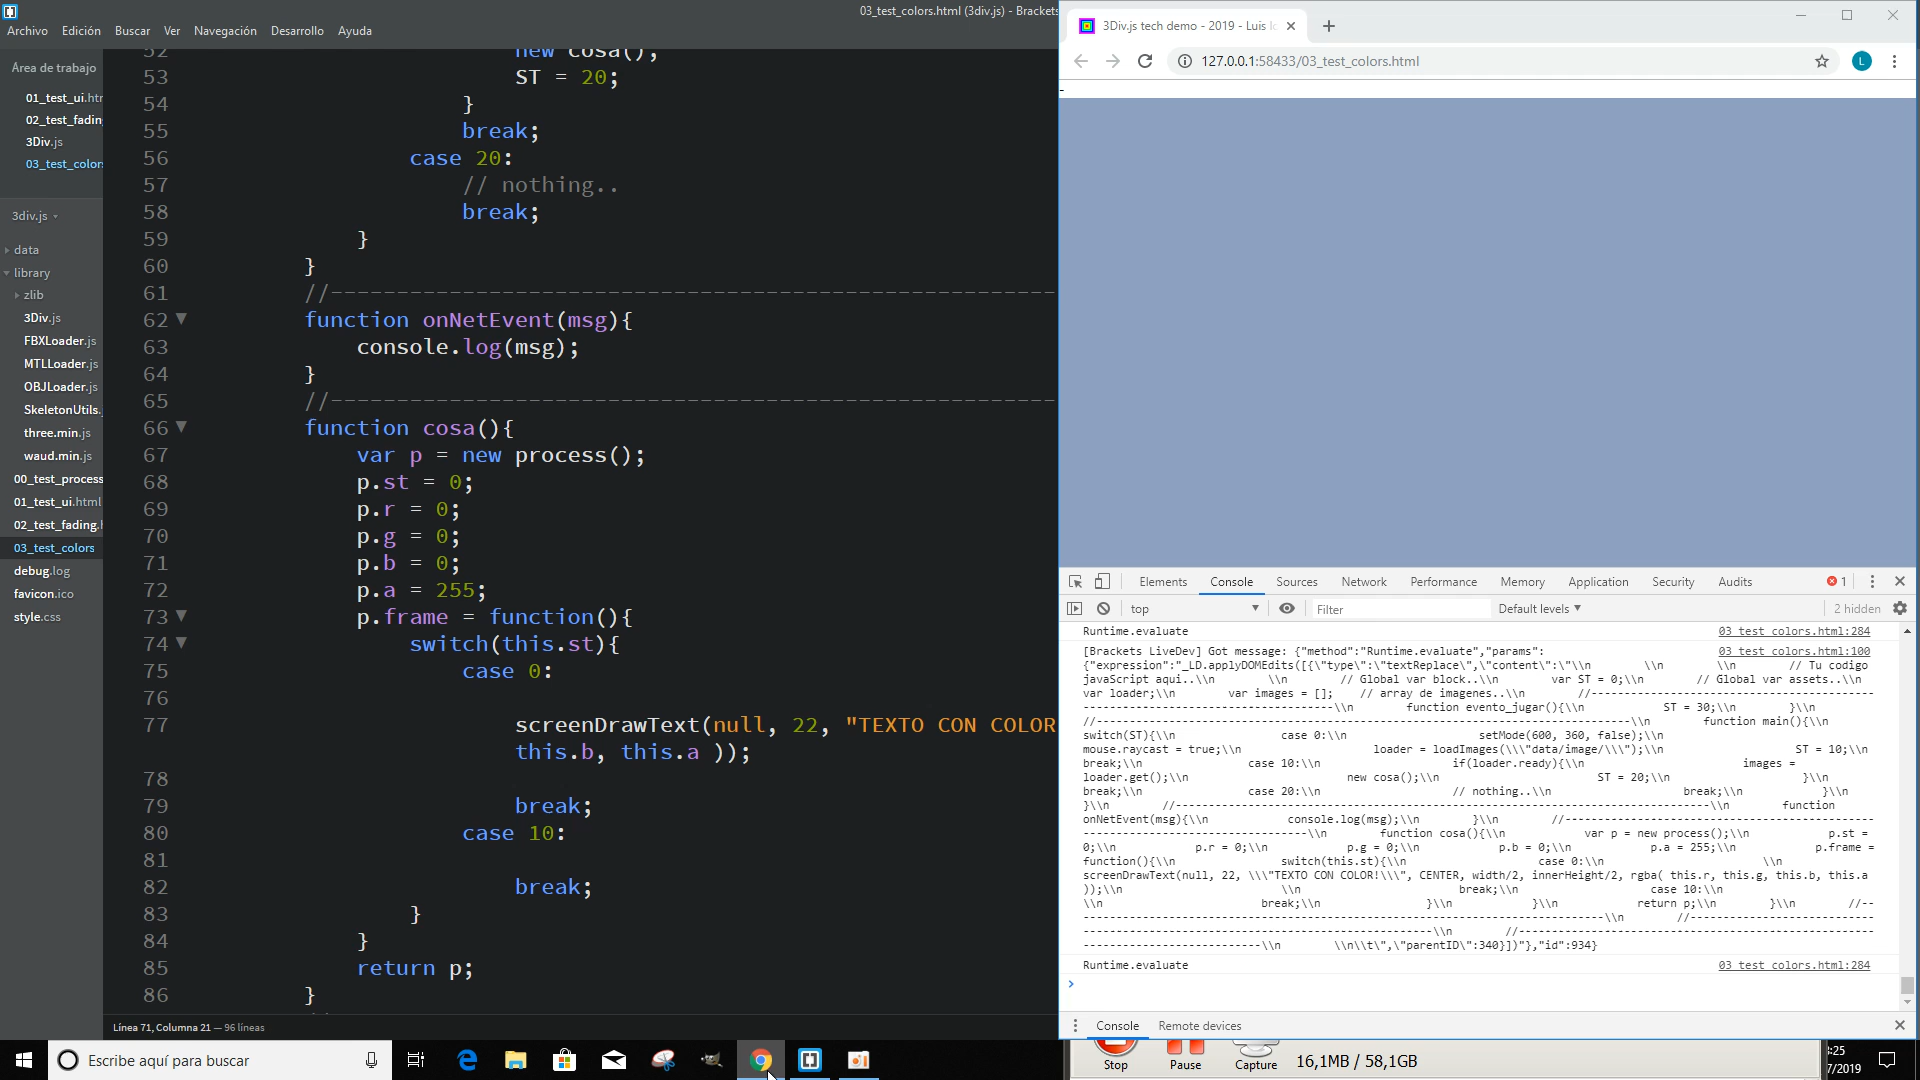 03_test_colors.html (3div.js) - Brackets
Archivo Edición Buscar Ver Navegación Desarrollo Ayuda
Área de trabajo
01_test_ui.htm
02_test_fading
3Div.js
03_test_colors
3div.js
data
library
zlib
3Div.js
FBXLoader.js
MTLLoader.js
OBJLoader.js
SkeletonUtils.
three.min.js
waud.min.js
00_test_process
01_test_ui.html
02_test_fading.
03_test_colors
debug.log
favicon.ico
style.css
52 new cosa();
53 ST = 20;
54 }
55 break;
56 case 20:
57 // nothing..
58 break;
59 }
60 }
61 //-------------------------------------------------------
62 function onNetEvent(msg){
63 console.log(msg);
64 }
65 //-------------------------------------------------------
66 function cosa(){
67 var p = new process();
68 p.st = 0;
69 p.r = 0;
70 p.g = 0;
71 p.b = 0;
72 p.a = 255;
73 p.frame = function(){
74 switch(this.st){
75 case 0:
76
77 screenDrawText(null, 22, "TEXTO CON COLOR
this.b, this.a ));
78
79 break;
80 case 10:
81
82 break;
83 }
84 }
85 return p;
86 }
Línea 71, Columna 21 — 96 líneas
3Div.js tech demo - 2019 - Luis
127.0.0.1:58433/03_test_colors.html
L
-
Elements Console Sources Network Performance Memory Application Security Audits 1
top Filter Default levels 2 hidden
Runtime.evaluate 03_test_colors.html:284
[Brackets LiveDev] Got message: {"method":"Runtime.evaluate","params": 03_test_colors.html:100
{"expression":"_LD.applyDOMEdits([{\"type\":\"textReplace\",\"content\":\"\\n \\n \\n // Tu codigo
javaScript aqui..\\n \\n // Global var block..\\n var ST = 0;\\n // Global var assets..\\n
var loader;\\n var images = []; // array de imagenes..\\n //------------------------------------------
--------------------------------------\\n function evento_jugar(){\\n ST = 30;\\n }\\n
//--------------------------------------------------------------------------------\\n function main(){\\n
switch(ST){\\n case 0:\\n setMode(600, 360, false);\\n
mouse.raycast = true;\\n loader = loadImages(\\\"data/image/\\\");\\n ST = 10;\\n
break;\\n case 10:\\n if(loader.ready){\\n images =
loader.get();\\n new cosa();\\n ST = 20;\\n }\\n
break;\\n case 20:\\n // nothing..\\n break;\\n }\\n
}\\n //--------------------------------------------------------------------------------\\n function
onNetEvent(msg){\\n console.log(msg);\\n }\\n //----------------------------------------------
----------------------------------\\n function cosa(){\\n var p = new process();\\n p.st =
0;\\n p.r = 0;\\n p.g = 0;\\n p.b = 0;\\n p.a = 255;\\n p.frame =
function(){\\n switch(this.st){\\n case 0:\\n \\n
screenDrawText(null, 22, \\\"TEXTO CON COLOR!\\\", CENTER, width/2, innerHeight/2, rgba( this.r, this.g, this.b, this.a
));\\n \\n break;\\n case 10:\\n
\\n break;\\n }\\n }\\n return p;\\n }\\n //--
------------------------------------------------------------------------------\\n //----------------------------
----------------------------------------------------\\n //------------------------------------------------------
--------------------------\\n \\n\\t\",\"parentID\":340}])"},"id":934}
Runtime.evaluate 03_test_colors.html:284
>
Console Remote devices
Escribe aquí para buscar
Stop Pause Capture 16,1MB / 58,1GB
:25
7/2019